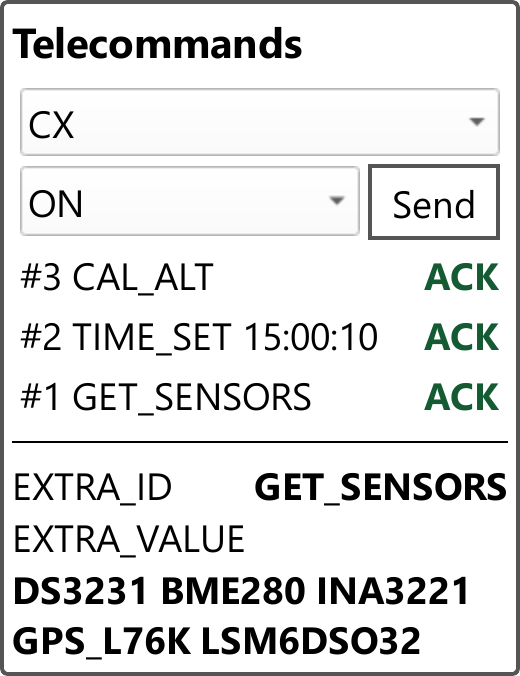 Telecommands
CX
ON
Send
#3 CAL_ALT ACK
#2 TIME_SET 15:00:10 ACK
#1 GET_SENSORS ACK
EXTRA_ID GET_SENSORS
EXTRA_VALUE
DS3231 BME280 INA3221
GPS_L76K LSM6DSO32